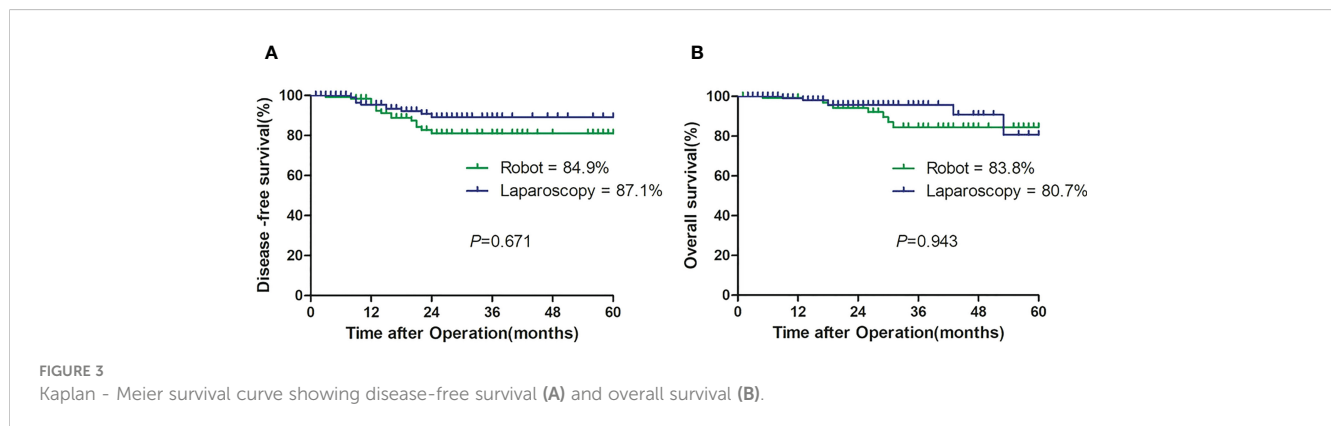 A
Disease -free survival(%)
100
80
60
40
20
0
Robot = 84.9%
Laparoscopy = 87.1%
P=0.671
0 12 24 36 48 60
Time after Operation(months)
B
Overall survival(%)
100
80
60
40
20
0
Robot = 83.8%
Laparoscopy = 80.7%
P=0.943
0 12 24 36 48 60
Time after Operation(months)
FIGURE 3
Kaplan - Meier survival curve showing disease-free survival (A) and overall survival (B).